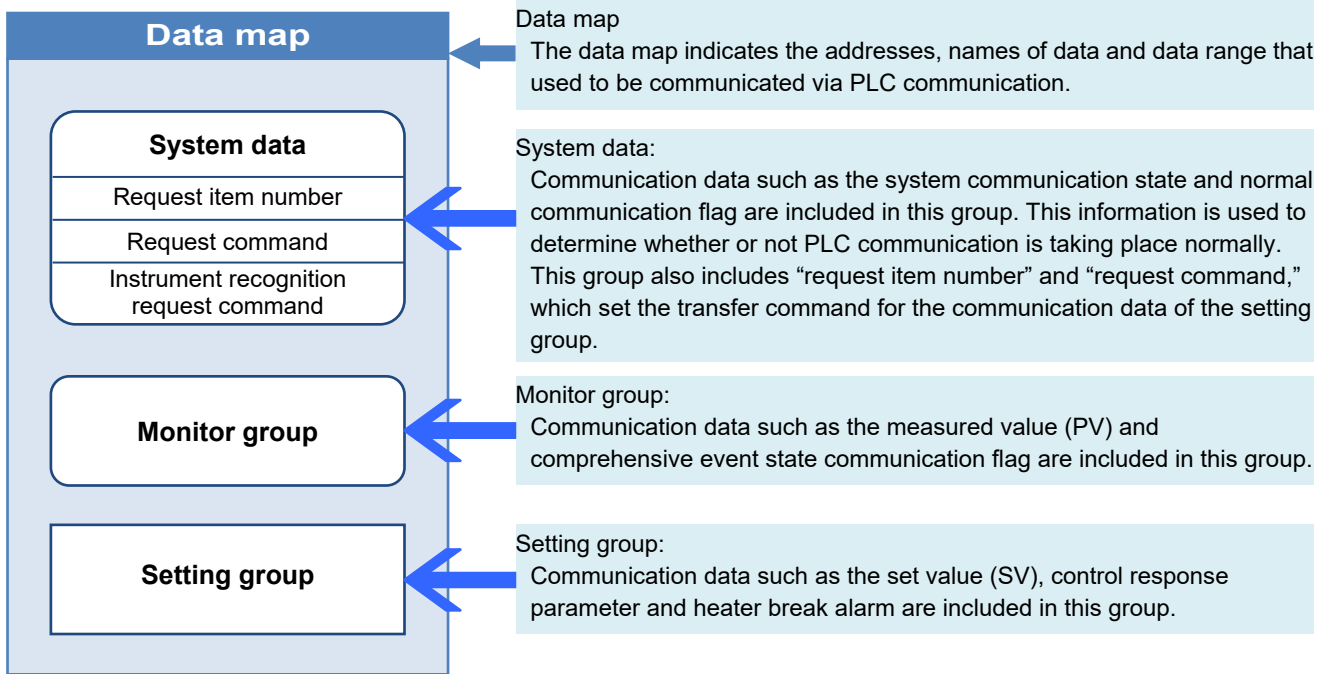 Data map
System data
Request item number
Request command
Instrument recognition
request command
Monitor group
Setting group
Data map
The data map indicates the addresses, names of data and data range that
used to be communicated via PLC communication.
System data:
Communication data such as the system communication state and normal
communication flag are included in this group. This information is used to
determine whether or not PLC communication is taking place normally.
This group also includes “request item number” and “request command,”
which set the transfer command for the communication data of the setting
group.
Monitor group:
Communication data such as the measured value (PV) and
comprehensive event state communication flag are included in this group.
Setting group:
Communication data such as the set value (SV), control response
parameter and heater break alarm are included in this group.